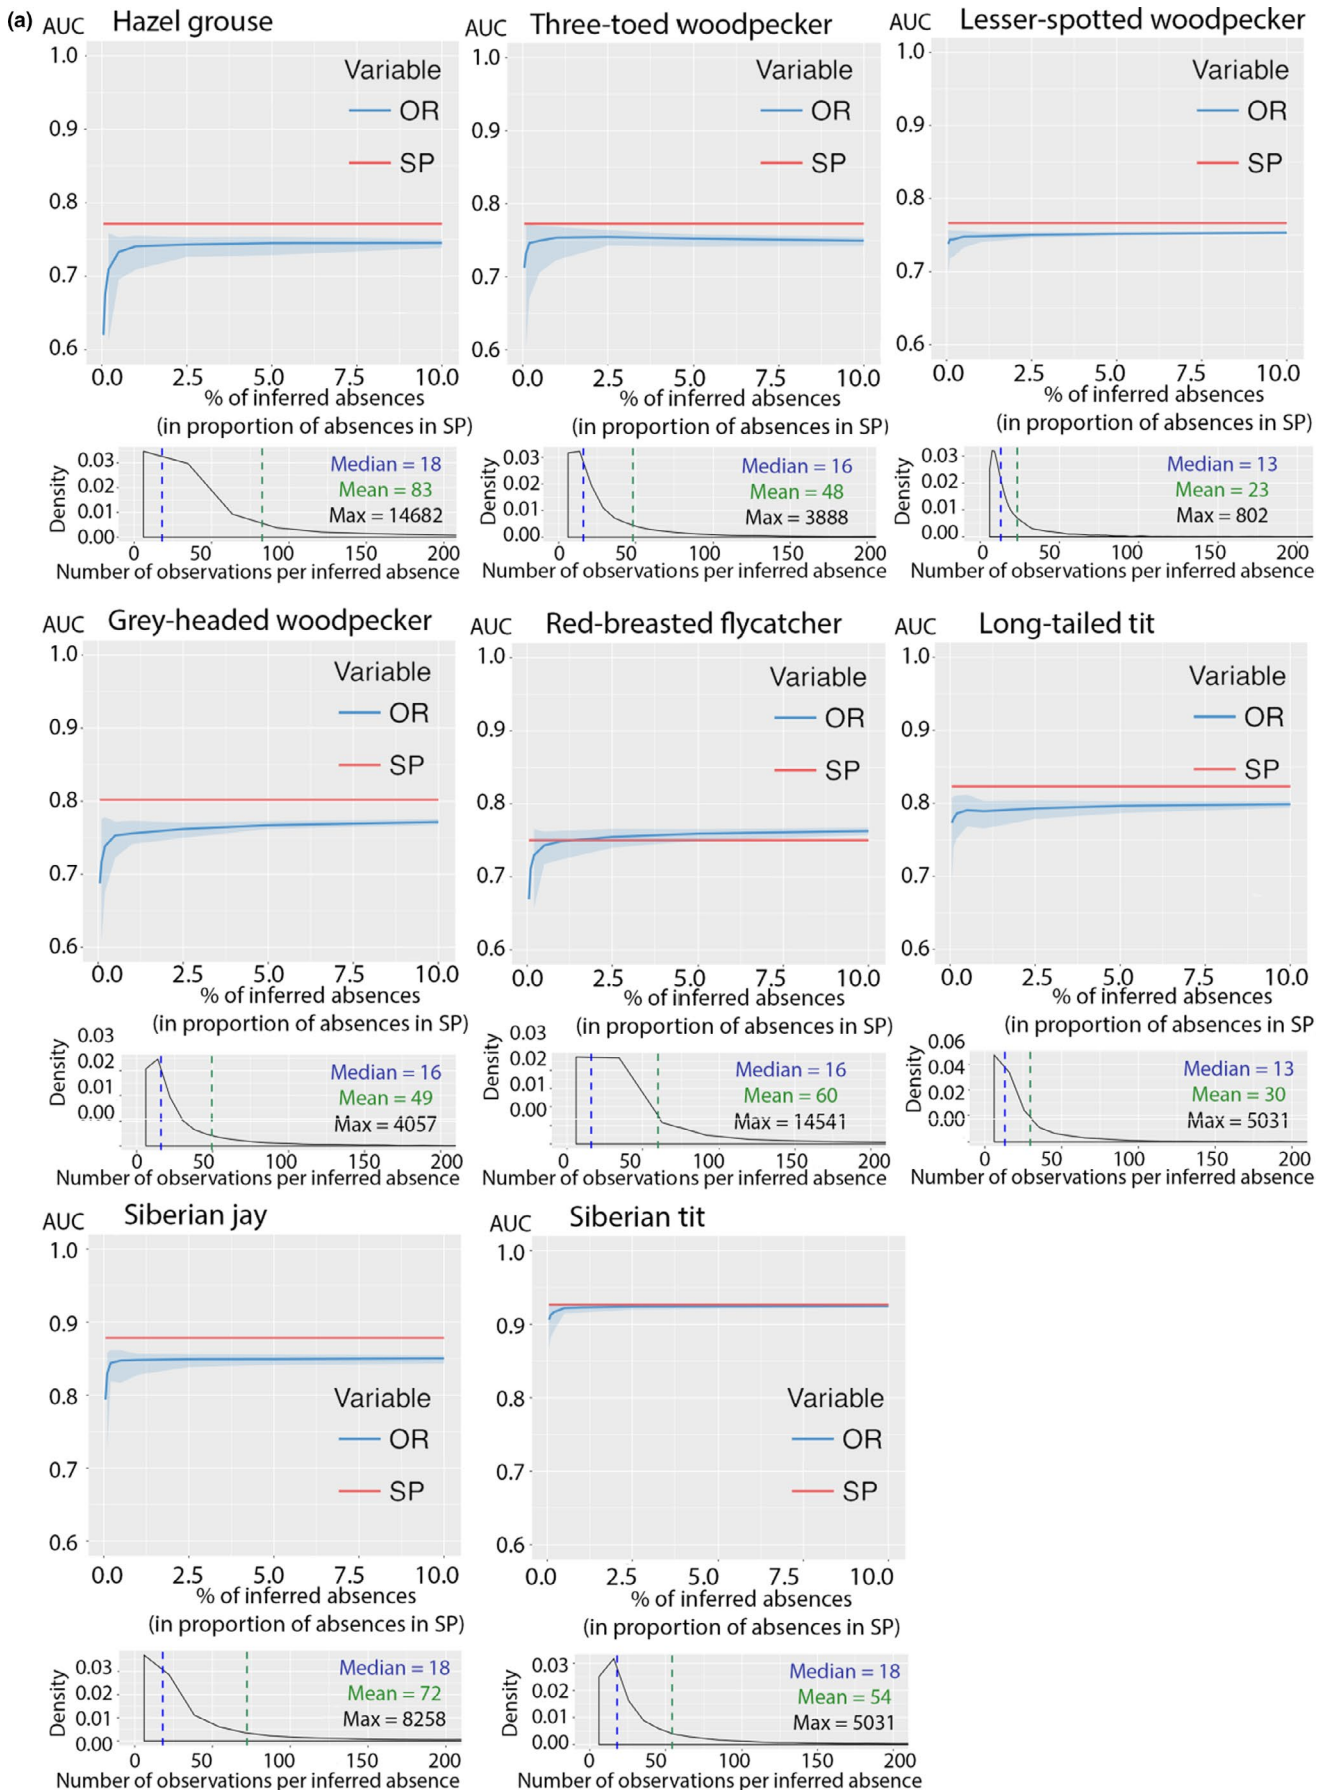 (a)
AUC
Hazel grouse
1.0
0.9
0.8
0.7
0.6
Variable
OR
SP
0.0 2.5 5.0 7.5 10.0
% of inferred absences
(in proportion of absences in SP)
Density
0.03
0.02
0.01
0.00
Median = 18
Mean = 83
Max = 14682
0 50 100 150 200
Number of observations per inferred absence
AUC
Three-toed woodpecker
1.0
0.9
0.8
0.7
0.6
Variable
OR
SP
0.0 2.5 5.0 7.5 10.0
% of inferred absences
(in proportion of absences in SP)
Density
0.03
0.02
0.01
0.00
Median = 16
Mean = 48
Max = 3888
0 50 100 150 200
Number of observations per inferred absence
AUC
Lesser-spotted woodpecker
1.0
0.9
0.8
0.7
0.6
Variable
OR
SP
0.0 2.5 5.0 7.5 10.0
% of inferred absences
(in proportion of absences in SP)
Density
0.03
0.02
0.01
0.00
Median = 13
Mean = 23
Max = 802
0 50 100 150 200
Number of observations per inferred absence
AUC
Grey-headed woodpecker
1.0
0.9
0.8
0.7
0.6
Variable
OR
SP
0.0 2.5 5.0 7.5 10.0
% of inferred absences
(in proportion of absences in SP)
Density
0.03
0.02
0.01
0.00
Median = 16
Mean = 49
Max = 4057
0 50 100 150 200
Number of observations per inferred absence
AUC
Red-breasted flycatcher
1.0
0.9
0.8
0.7
0.6
Variable
OR
SP
0.0 2.5 5.0 7.5 10.0
% of inferred absences
(in proportion of absences in SP)
Density
0.03
0.02
0.01
0.00
Median = 16
Mean = 60
Max = 14541
0 50 100 150 200
Number of observations per inferred absence
AUC
Long-tailed tit
1.0
0.9
0.8
0.7
0.6
Variable
OR
SP
0.0 2.5 5.0 7.5 10.0
% of inferred absences
(in proportion of absences in SP
Density
0.06
0.04
0.02
0.00
Median = 13
Mean = 30
Max = 5031
0 50 100 150 200
Number of observations per inferred absence
AUC
Siberian jay
1.0
0.9
0.8
0.7
0.6
Variable
OR
SP
0.0 2.5 5.0 7.5 10.0
% of inferred absences
(in proportion of absences in SP)
Density
0.03
0.02
0.01
0.00
Median = 18
Mean = 72
Max = 8258
0 50 100 150 200
Number of observations per inferred absence
AUC
Siberian tit
1.0
0.9
0.8
0.7
0.6
Variable
OR
SP
0.0 2.5 5.0 7.5 10.0
% of inferred absences
(in proportion of absences in SP)
Density
0.03
0.02
0.01
0.00
Median = 18
Mean = 54
Max = 5031
0 50 100 150 200
Number of observations per inferred absence